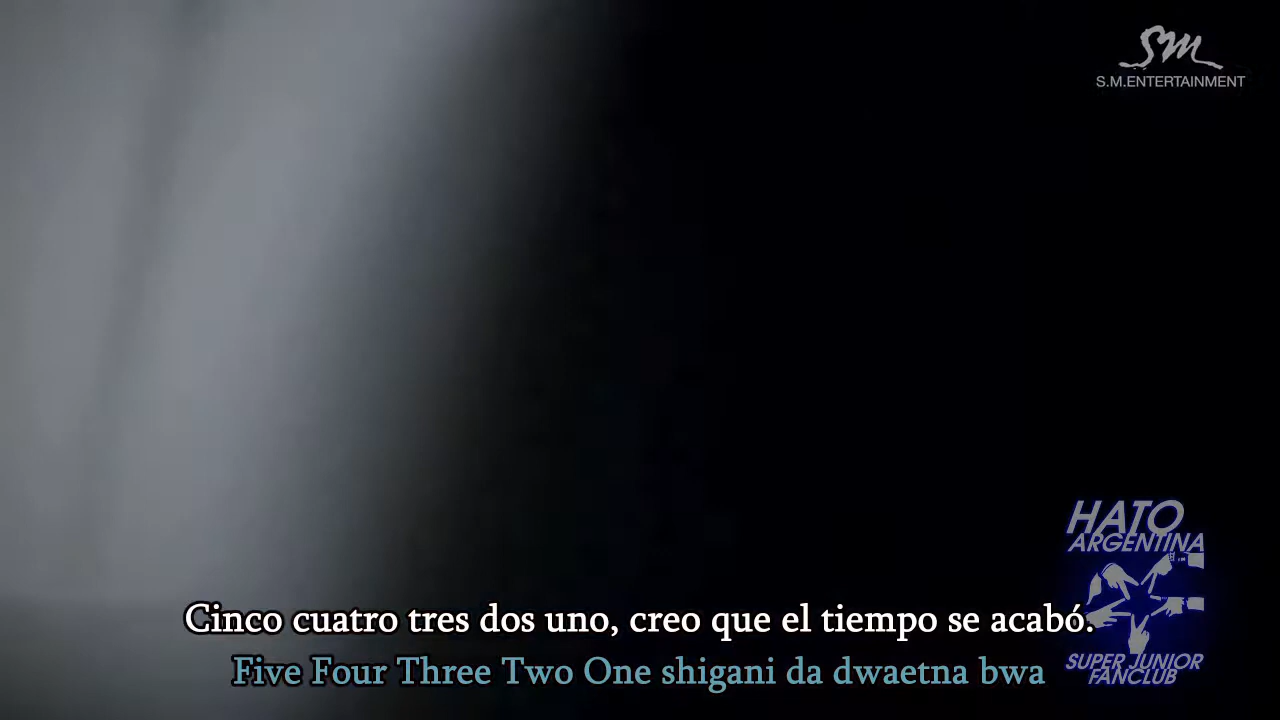 SM
S.M.ENTERTAINMENT
HATO
ARGENTINA
Cinco cuatro tres dos uno, creo que el tiempo se acabó.
Five Four Three Two One shigani da dwaetna bwa
SUPER JUNIOR
FANCLUB